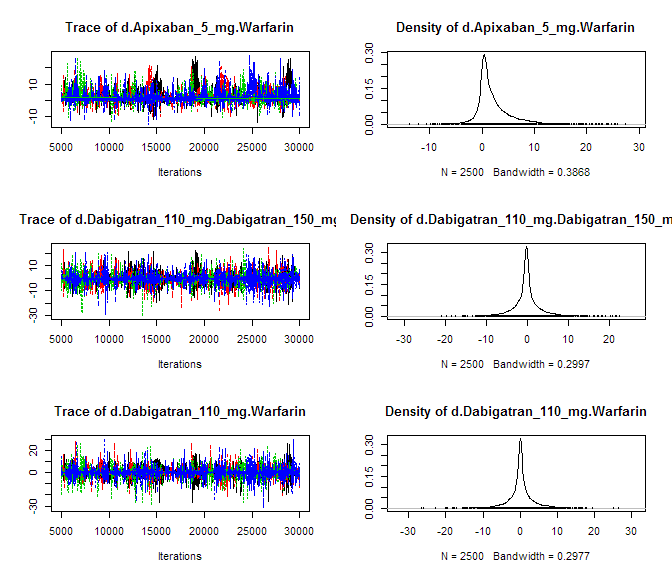 Trace of d.Apixaban_5_mg.Warfarin
10
-10
5000 10000 15000 20000 25000 30000
Iterations
Density of d.Apixaban_5_mg.Warfarin
0.30
0.15
0.00
-10 0 10 20 30
N = 2500 Bandwidth = 0.3868
Trace of d.Dabigatran_110_mg.Dabigatran_150_mg
10
-10
-30
5000 10000 15000 20000 25000 30000
Iterations
Density of d.Dabigatran_110_mg.Dabigatran_150_m
0.30
0.15
0.00
-30 -20 -10 0 10 20
N = 2500 Bandwidth = 0.2997
Trace of d.Dabigatran_110_mg.Warfarin
20
0
-30
5000 10000 15000 20000 25000 30000
Iterations
Density of d.Dabigatran_110_mg.Warfarin
0.30
0.15
0.00
-30 -20 -10 0 10 20 30
N = 2500 Bandwidth = 0.2977